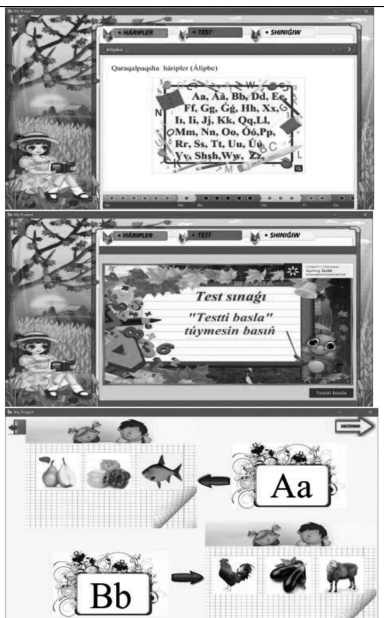 My Project
• HÁRIPLER
• TEST
• SHINIǴIW
Álipbe
Qaraqalpaqsha háripler (Álipbe)
Aa, Áá, Bb, Dd, Ee,
Ff, Gg, Ǵǵ, Hh, Xx,
Iı, Ii, Jj, Kk, Qq,Ll,
Mm, Nn, Oo, Óó,Pp,
Rr, Ss, Tt, Uu, Úú,
Vv, Shsh,Ww, Zz,
My Project
• HÁRIPLER
• TEST
• SHINIǴIW
Test sınaǵı
"Testti basla"
túymesin basıń
Testti basla
My Project
Aa
Bb